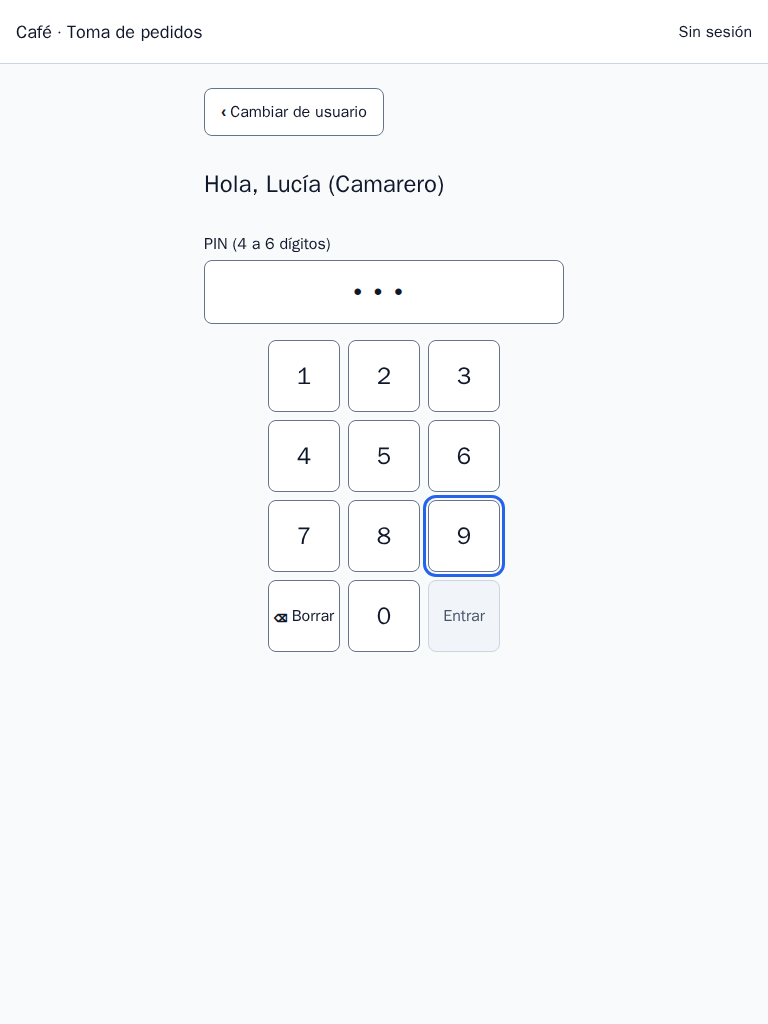 Café · Toma de pedidos
Sin sesión
‹ Cambiar de usuario
Hola, Lucía (Camarero)
PIN (4 a 6 dígitos)
•••
1 2 3
4 5 6
7 8 9
⌫ Borrar 0 Entrar